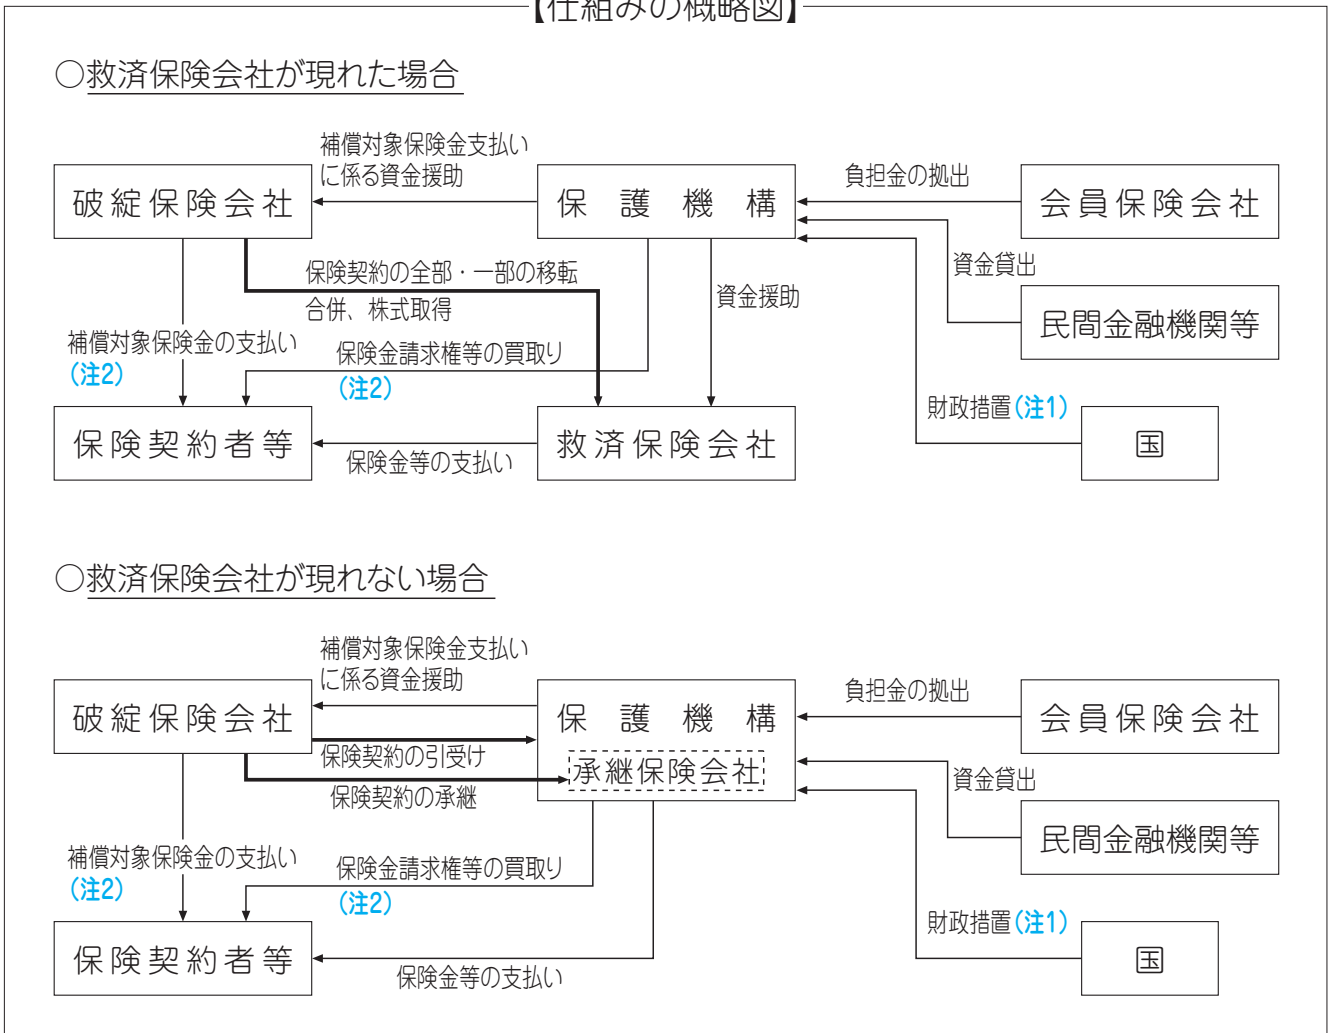 【仕組みの概略図】
○救済保険会社が現れた場合
補償対象保険金支払い
に係る資金援助
負担金の拠出
破綻保険会社
保護機構
会員保険会社
保険契約の全部・一部の移転
合併、株式取得
資金援助
資金貸出
民間金融機関等
補償対象保険金の支払い
(注2)
保険金請求権等の買取り
(注2)
財政措置(注1)
保険契約者等
保険金等の支払い
救済保険会社
国
○救済保険会社が現れない場合
補償対象保険金支払い
に係る資金援助
負担金の拠出
破綻保険会社
保護機構
会員保険会社
保険契約の引受け
承継保険会社
保険契約の承継
資金貸出
民間金融機関等
補償対象保険金の支払い
(注2)
保険金請求権等の買取り
(注2)
財政措置(注1)
保険契約者等
保険金等の支払い
国